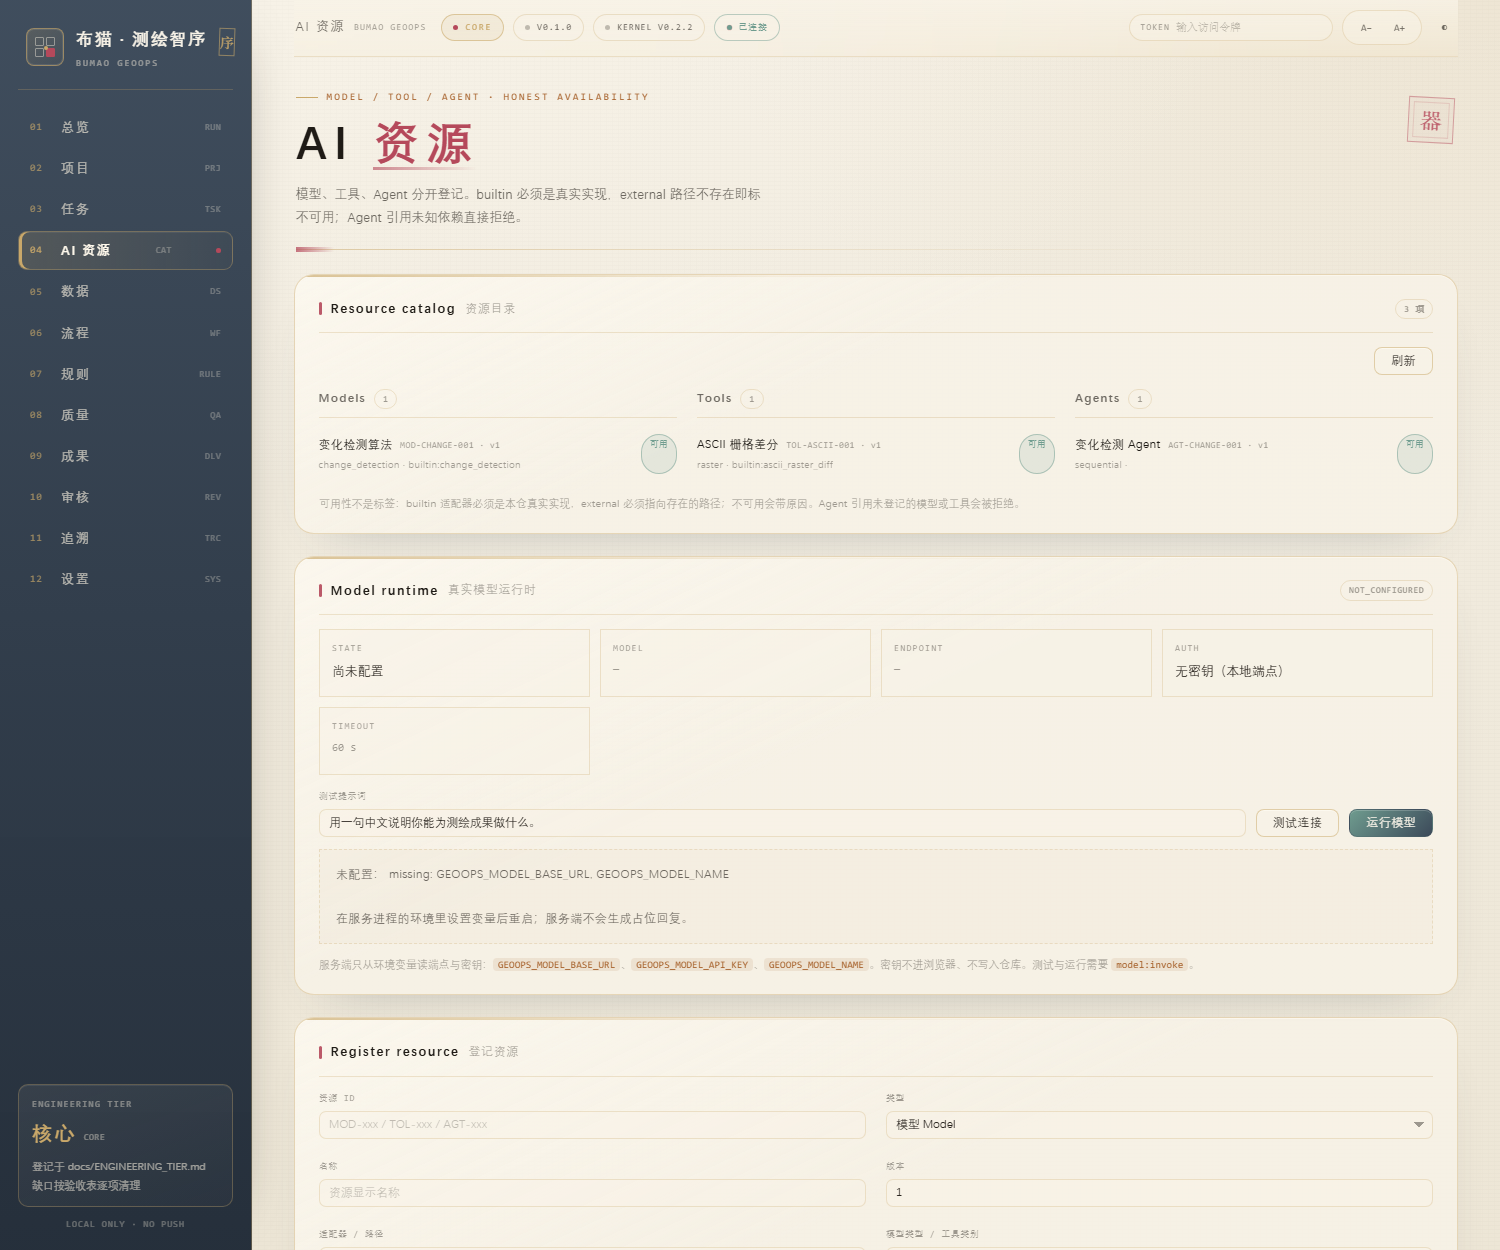 布猫 · 测绘智序
序
BUMAO GEOOPS
01 总览 RUN
02 项目 PRJ
03 任务 TSK
04 AI 资源 CAT
05 数据 DS
06 流程 WF
07 规则 RULE
08 质量 QA
09 成果 DLV
10 审核 REV
11 追溯 TRC
12 设置 SYS
ENGINEERING TIER
核心 CORE
登记于 docs/ENGINEERING_TIER.md
缺口按验收表逐项清理
LOCAL ONLY · NO PUSH
AI 资源 BUMAO GEOOPS CORE V0.1.0 KERNEL V0.2.2 已连接 TOKEN 输入访问令牌 A− A+ ◐
MODEL / TOOL / AGENT · HONEST AVAILABILITY
AI 资源
器
模型、工具、Agent 分开登记。builtin 必须是真实实现，external 路径不存在即标
不可用；Agent 引用未知依赖直接拒绝。
Resource catalog 资源目录 3 项
刷新
Models 1 Tools 1 Agents 1
变化检测算法 MOD-CHANGE-001 · v1 可用 ASCII 栅格差分 TOL-ASCII-001 · v1 可用 变化检测 Agent AGT-CHANGE-001 · v1 可用
change_detection · builtin:change_detection raster · builtin:ascii_raster_diff sequential ·
可用性不是标签：builtin 适配器必须是本仓真实实现，external 必须指向存在的路径；不可用会带原因。Agent 引用未登记的模型或工具会被拒绝。
Model runtime 真实模型运行时 NOT_CONFIGURED
STATE MODEL ENDPOINT AUTH
尚未配置 — — 无密钥（本地端点）
TIMEOUT
60 s
测试提示词
用一句中文说明你能为测绘成果做什么。 测试连接 运行模型
未配置： missing: GEOOPS_MODEL_BASE_URL, GEOOPS_MODEL_NAME
在服务进程的环境里设置变量后重启；服务端不会生成占位回复。
服务端只从环境变量读端点与密钥：GEOOPS_MODEL_BASE_URL、GEOOPS_MODEL_API_KEY、GEOOPS_MODEL_NAME。密钥不进浏览器、不写入仓库。测试与运行需要 model:invoke。
Register resource 登记资源
资源 ID 类型
MOD-xxx / TOL-xxx / AGT-xxx 模型 Model
名称 版本
资源显示名称 1
适配器 / 路径 模型类型 / 工具类别